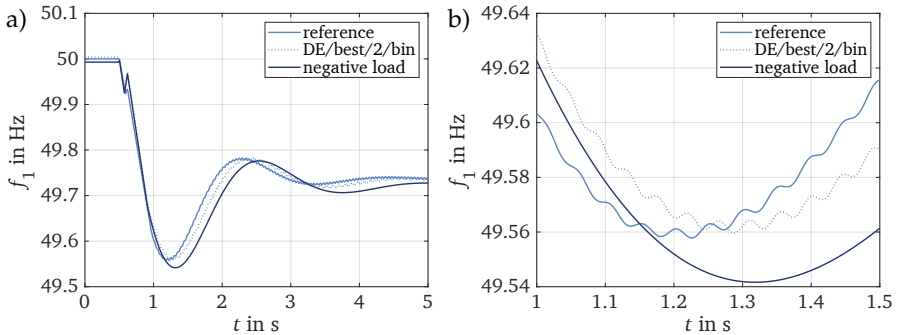 a)
50.1
50
49.9
49.8
49.7
49.6
49.5
f₁ in Hz
0
1
2
3
4
5
t in s
reference
DE/best/2/bin
negative load
b)
49.64
49.62
49.6
49.58
49.56
49.54
f₁ in Hz
1
1.1
1.2
1.3
1.4
1.5
t in s
reference
DE/best/2/bin
negative load